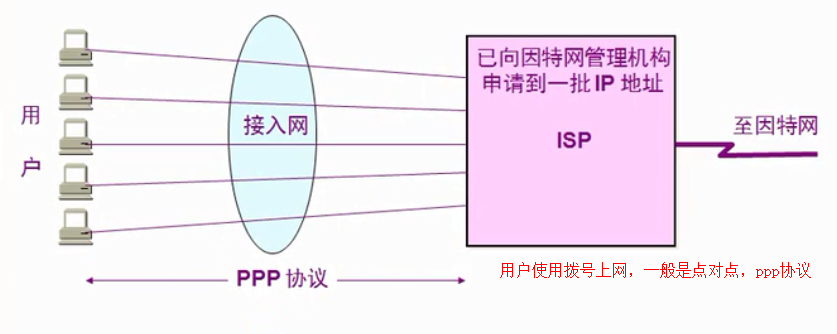 用
户
接入网
已向因特网管理机构
申请到一批 IP 地址
ISP
至因特网
PPP 协议
用户使用拨号上网，一般是点对点，ppp协议